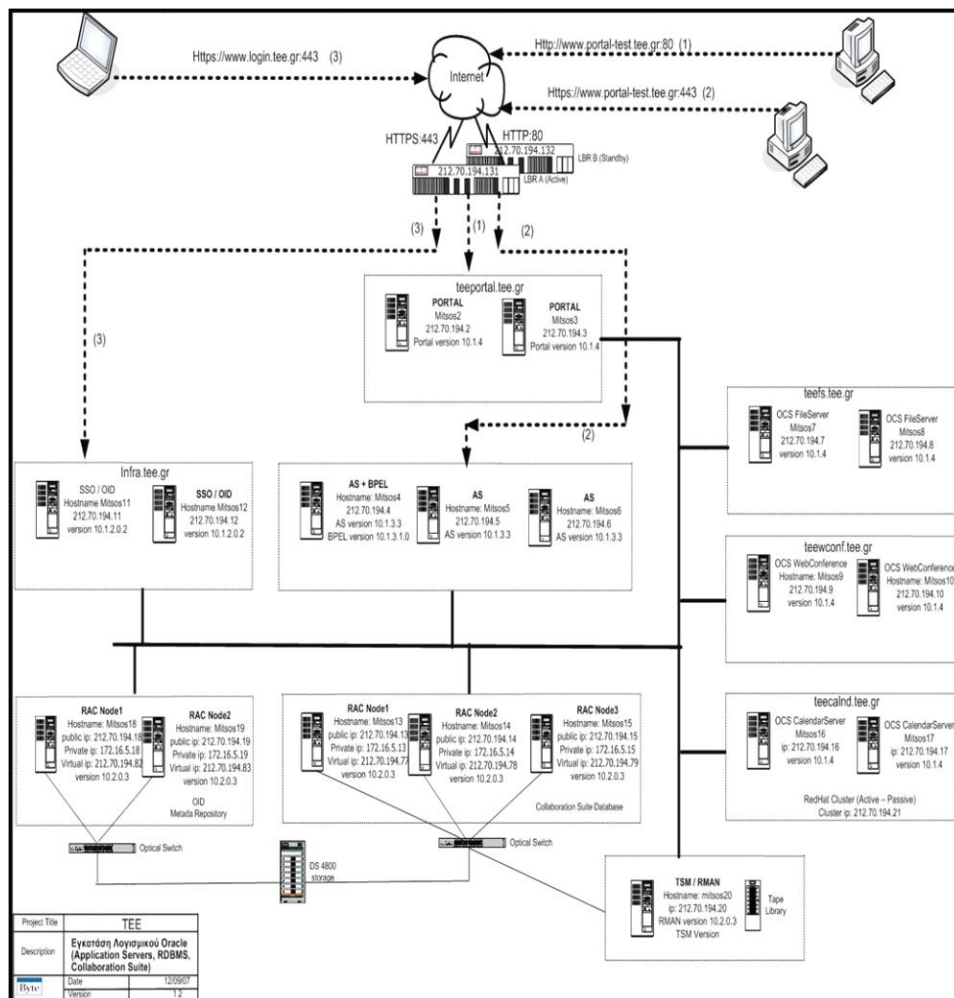 Https://www.login.tee.gr:443 (3)
Http://www.portal-test.tee.gr:80 (1)
Internet
Https://www.portal-test.tee.gr:443 (2)
HTTPS:443
HTTP:80
212.70.194.132
LBR B (Standby)
212.70.194.131
LBR A (Active)
(3)
(1)
(2)
teeportal.tee.gr
PORTAL
Mitsos2
212.70.194.2
Portal version 10.1.4
PORTAL
Mitsos3
212.70.194.3
Portal version 10.1.4
(3)
(2)
teefs.tee.gr
OCS FileServer
Mitsos7
212.70.194.7
version 10.1.4
OCS FileServer
Mitsos8
212.70.194.8
version 10.1.4
Infra.tee.gr
SSO / OID
Hostname Mitsos11
212.70.194.11
version 10.1.2.0.2
SSO / OID
Hostname Mitsos12
212.70.194.12
version 10.1.2.0.2
AS + BPEL
Hostname: Mitsos4
212.70.194.4
AS version 10.1.3.3
BPEL version 10.1.3.1.0
AS
Hostname: Mitsos5
212.70.194.5
AS version 10.1.3.3
AS
Hostname: Mitsos6
212.70.194.6
AS version 10.1.3.3
teewconf.tee.gr
OCS WebConference
Hostname: Mitsos9
212.70.194.9
version 10.1.4
OCS WebConference
Hostname: Mitsos10
212.70.194.10
version 10.1.4
RAC Node1
Hostname: Mitsos18
public ip: 212.70.194.18
Private ip: 172.16.5.18
Virtual ip: 212.70.194.82
version 10.2.0.3
RAC Node2
Hostname: Mitsos19
public ip: 212.70.194.19
Private ip: 172.16.5.19
Virtual ip: 212.70.194.83
version 10.2.0.3
OID
Metada Repository
RAC Node1
Hostname: Mitsos13
public ip: 212.70.194.13
Private ip: 172.16.5.13
Virtual ip: 212.70.194.77
version 10.2.0.3
RAC Node2
Hostname: Mitsos14
public ip: 212.70.194.14
Private ip: 172.16.5.14
Virtual ip: 212.70.194.78
version 10.2.0.3
RAC Node3
Hostname: Mitsos15
public ip: 212.70.194.15
Private ip: 172.16.5.15
Virtual ip: 212.70.194.79
version 10.2.0.3
Collaboration Suite Database
teecalnd.tee.gr
OCS CalendarServer
Mitsos16
ip: 212.70.194.16
version 10.1.4
OCS CalendarServer
Mitsos17
ip: 212.70.194.17
version 10.1.4
RedHat Cluster (Active – Passive)
Cluster ip: 212.70.194.21
Optical Switch
DS 4800
storage
Optical Switch
TSM / RMAN
Hostname: mitsos20
ip: 212.70.194.20
RMAN version 10.2.0.3
TSM Version
Tape
Library
Project Title TEE
Description Εγκατάση Λογισμικού Oracle
(Application Servers, RDBMS,
Collaboration Suite)
Byte
Date 12/09/07
Version 1.2